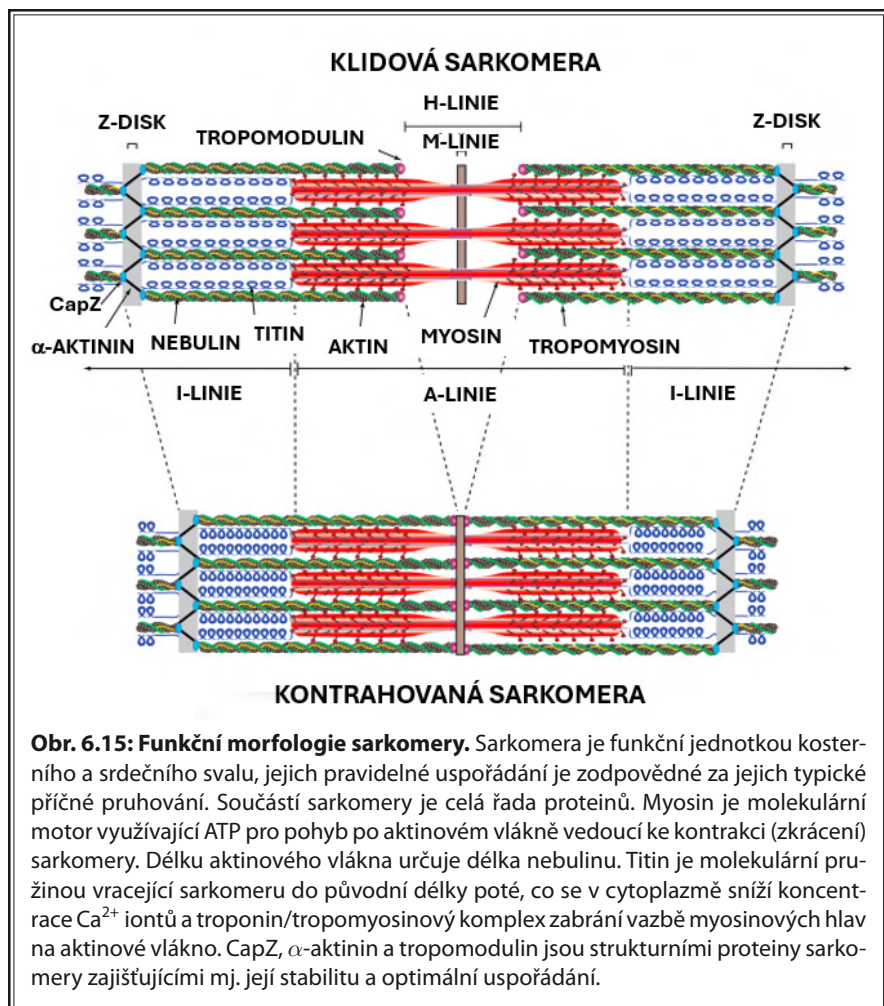 KLIDOVÁ SARKOMERA
H-LINIE
Z-DISK
Z-DISK
TROPOMODULIN
M-LINIE
CapZ
α-AKTININ
NEBULIN
TITIN
AKTIN
MYOSIN
TROPOMYOSIN
I-LINIE
A-LINIE
I-LINIE
KONTRAHOVANÁ SARKOMERA
Obr. 6.15: Funkční morfologie sarkomery. Sarkomera je funkční jednotkou koster-
ního a srdečního svalu, jejich pravidelné uspořádání je zodpovědné za jejich typické
příčné pruhování. Součástí sarkomery je celá řada proteinů. Myosin je molekulární
motor využívající ATP pro pohyb po aktinovém vlákně vedoucí ke kontrakci (zkrácení)
sarkomery. Délku aktinového vlákna určuje délka nebulinu. Titin je molekulární pru-
žinou vracející sarkomeru do původní délky poté, co se v cytoplazmě sníží koncent-
race Ca²⁺ iontů a troponin/tropomyosinový komplex zabrání vazbě myosinových hlav
na aktinové vlákno. CapZ, α-aktinin a tropomodulin jsou strukturními proteiny sarko-
mery zajišťujícími mj. její stabilitu a optimální uspořádání.